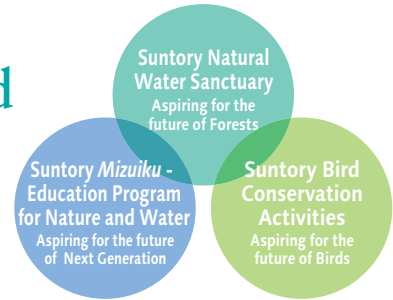 d
Suntory Natural
Water Sanctuary
Aspiring for the
future of Forests
Suntory Mizuiku -
Education Program
for Nature and Water
Aspiring for the future
of Next Generation
Suntory Bird
Conservation
Activities
Aspiring for the
future of Birds